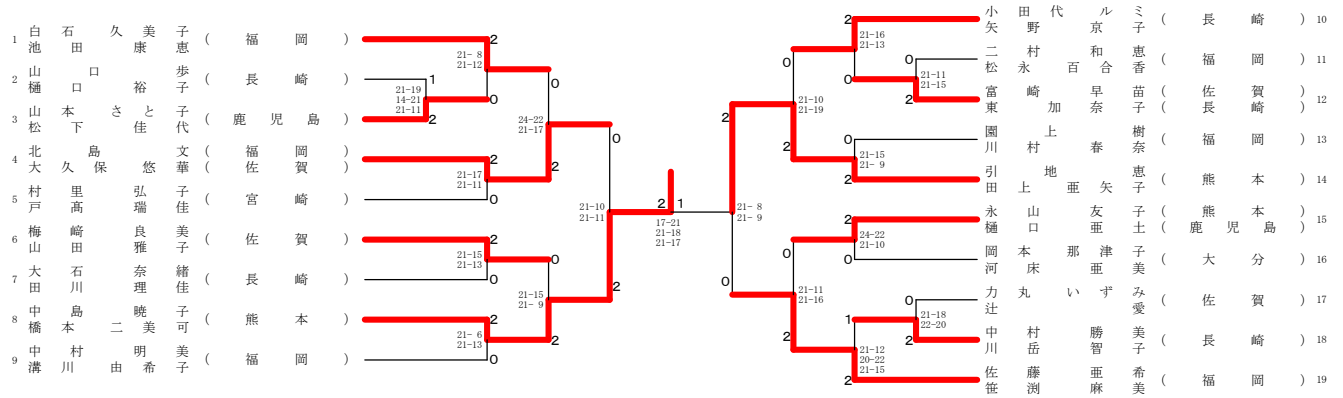 1 白石久美子 (福岡)
池田康恵
2 山口歩 (長崎)
樋口裕子
3 山本さと子 (鹿児島)
松下佳代
4 北島文 (福岡)
大久保悠華 (佐賀)
5 村里弘子 (宮崎)
戸髙瑞佳
6 梅﨑良美 (佐賀)
山田雅子
7 大石奈緒 (長崎)
田川理佳
8 中島暁子 (熊本)
橋本二美可
9 中村明美 (福岡)
溝川由希子
2
21- 8
21-12
0
1
21-19
14-21
21-11
2
0
24-22
21-17
2
21-17
21-11
0
2
0
21-10
21-11
2
21-15
21-13
0
0
21-15
21- 9
2
21- 6
21-13
0
2
2
2 1
17-21
21-18
21-17
2
21- 8
21- 9
0
0
21-10
21-19
2
2
21-16
21-13
0
0
21-11
21-15
2
0
21-15
21- 9
2
0
21-11
21-16
2
2
24-22
21-10
0
1
21-12
20-22
21-15
2
0
21-18
22-20
2
小田代ルミ (長崎) 10
矢野京子
二村和恵 (福岡) 11
松永百合香
富崎早苗 (佐賀) 12
東加奈子 (長崎)
園上樹 (福岡) 13
川村春奈
引地恵 (熊本) 14
田上亜矢子
永山友子 (熊本) 15
樋口亜土 (鹿児島)
岡本那津子 (大分) 16
河床亜美
力丸いずみ (佐賀) 17
辻愛
中村勝美 (長崎) 18
川岳智子
佐藤亜希 (福岡) 19
笹渕麻美